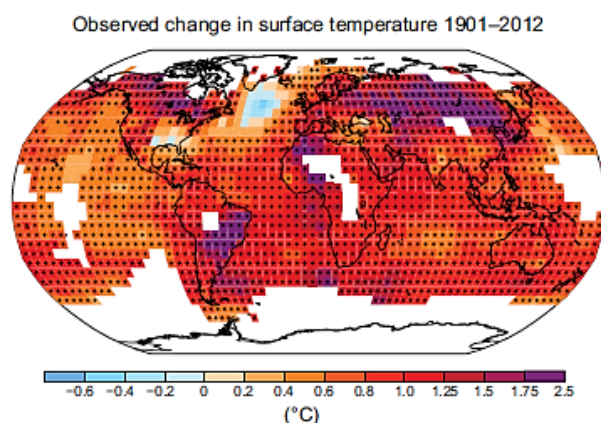 Observed change in surface temperature 1901–2012
−0.6 −0.4 −0.2 0 0.2 0.4 0.6 0.8 1.0 1.25 1.5 1.75 2.5
(°C)